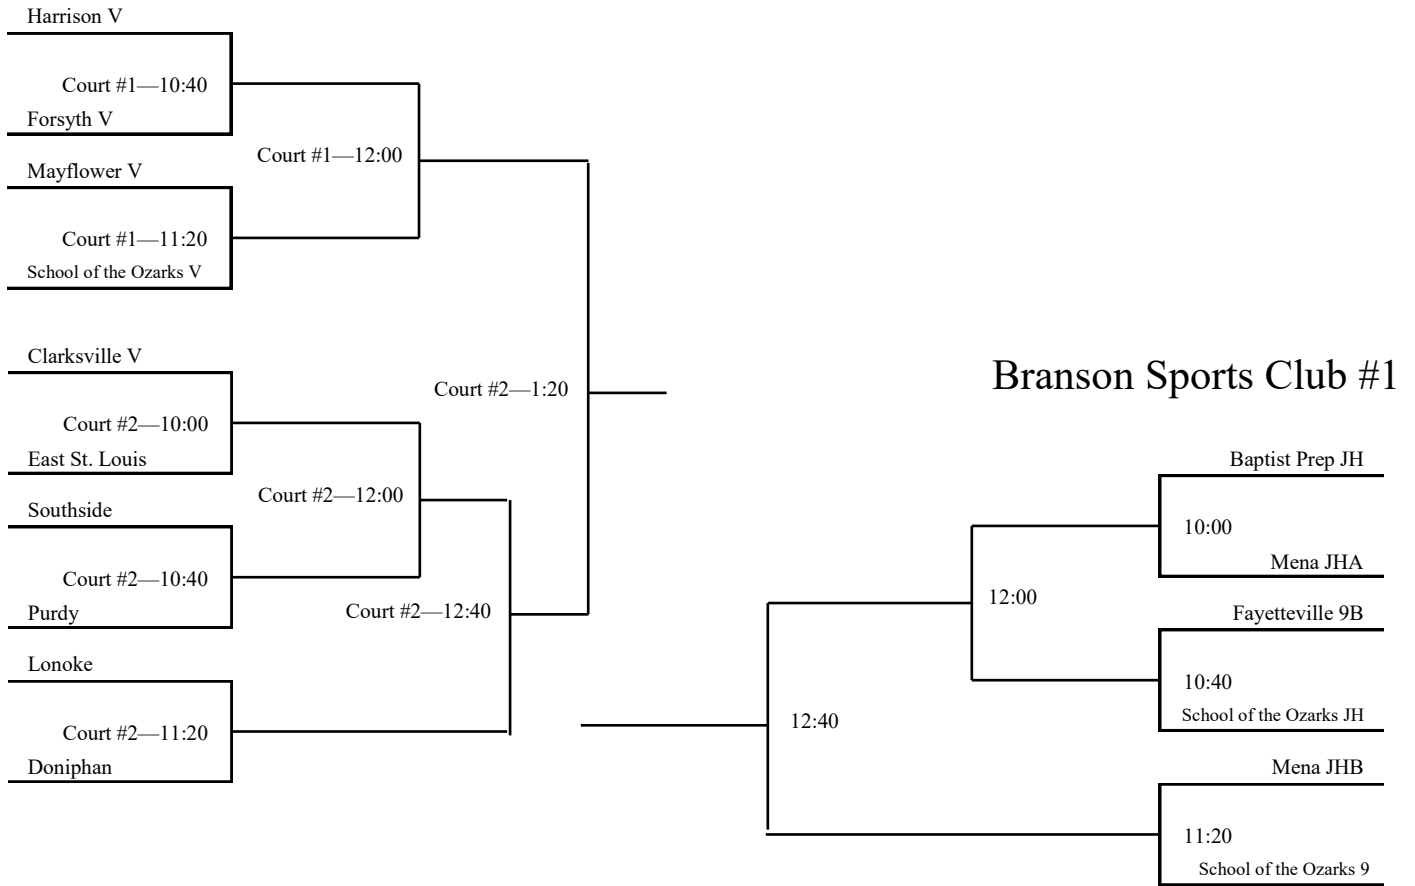 Harrison V
Court #1—10:40
Forsyth V
Court #1—12:00
Mayflower V
Court #1—11:20
School of the Ozarks V
Clarksville V
Court #2—1:20
Court #2—10:00
East St. Louis
Court #2—12:00
Southside
Court #2—10:40
Purdy
Court #2—12:40
Lonoke
Court #2—11:20
Doniphan
Branson Sports Club #1
Baptist Prep JH
10:00
Mena JHA
12:00
Fayetteville 9B
10:40
School of the Ozarks JH
12:40
Mena JHB
11:20
School of the Ozarks 9